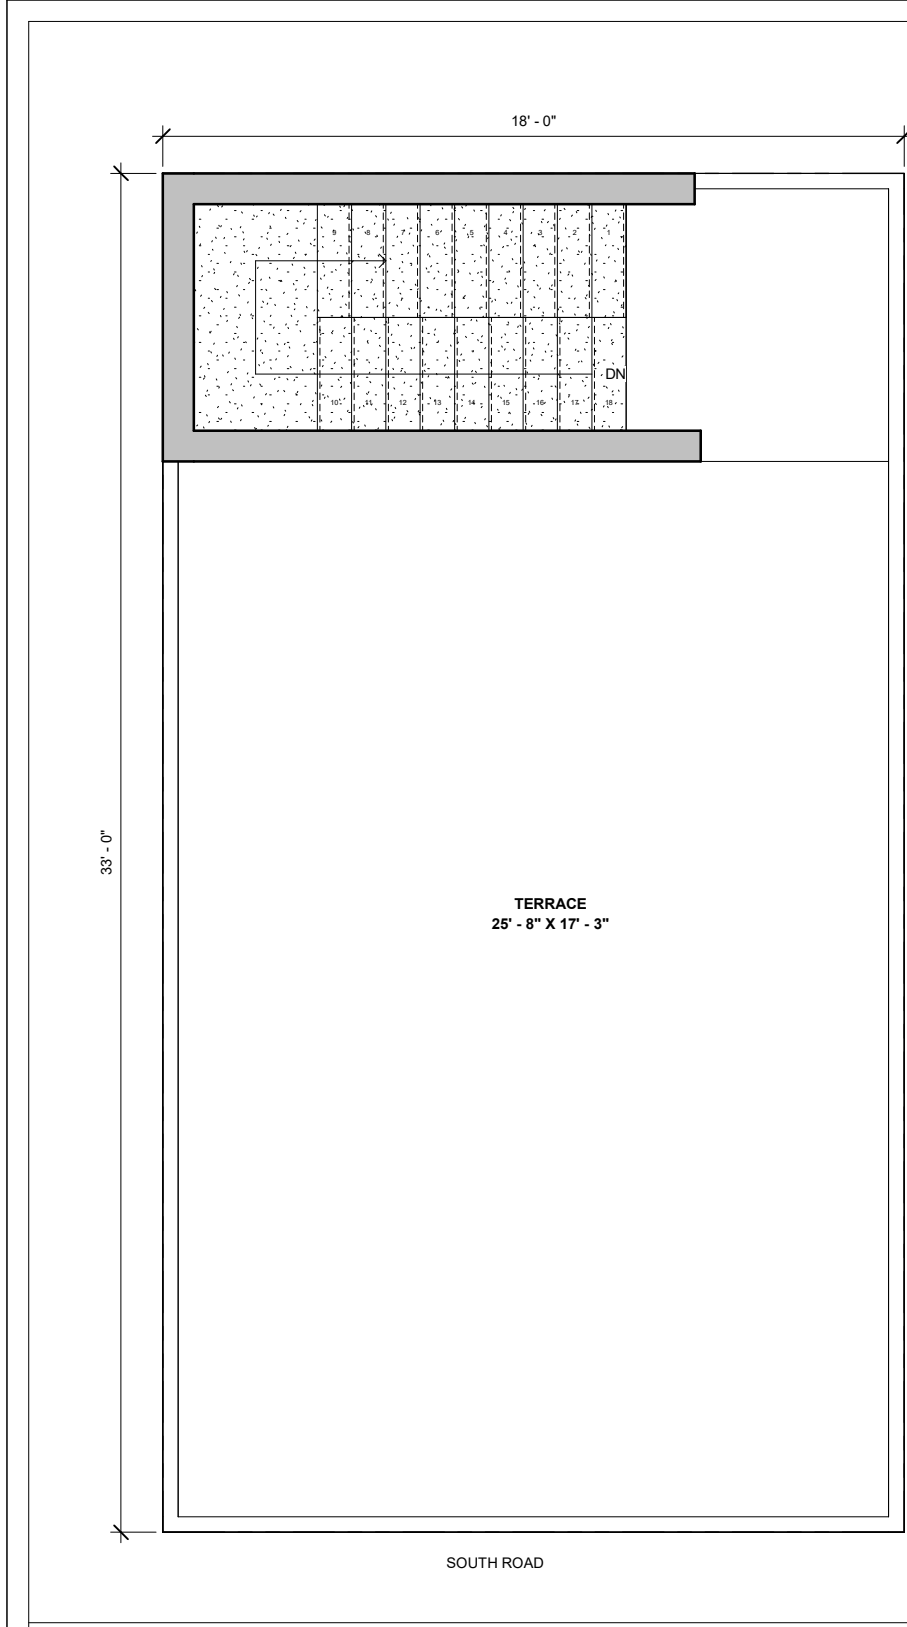 18' - 0"
9 8 7 6 5 4 3 2 1
DN
10 11 12 13 14 15 16 17 18
33' - 0"
TERRACE
25' - 8" X 17' - 3"
SOUTH ROAD